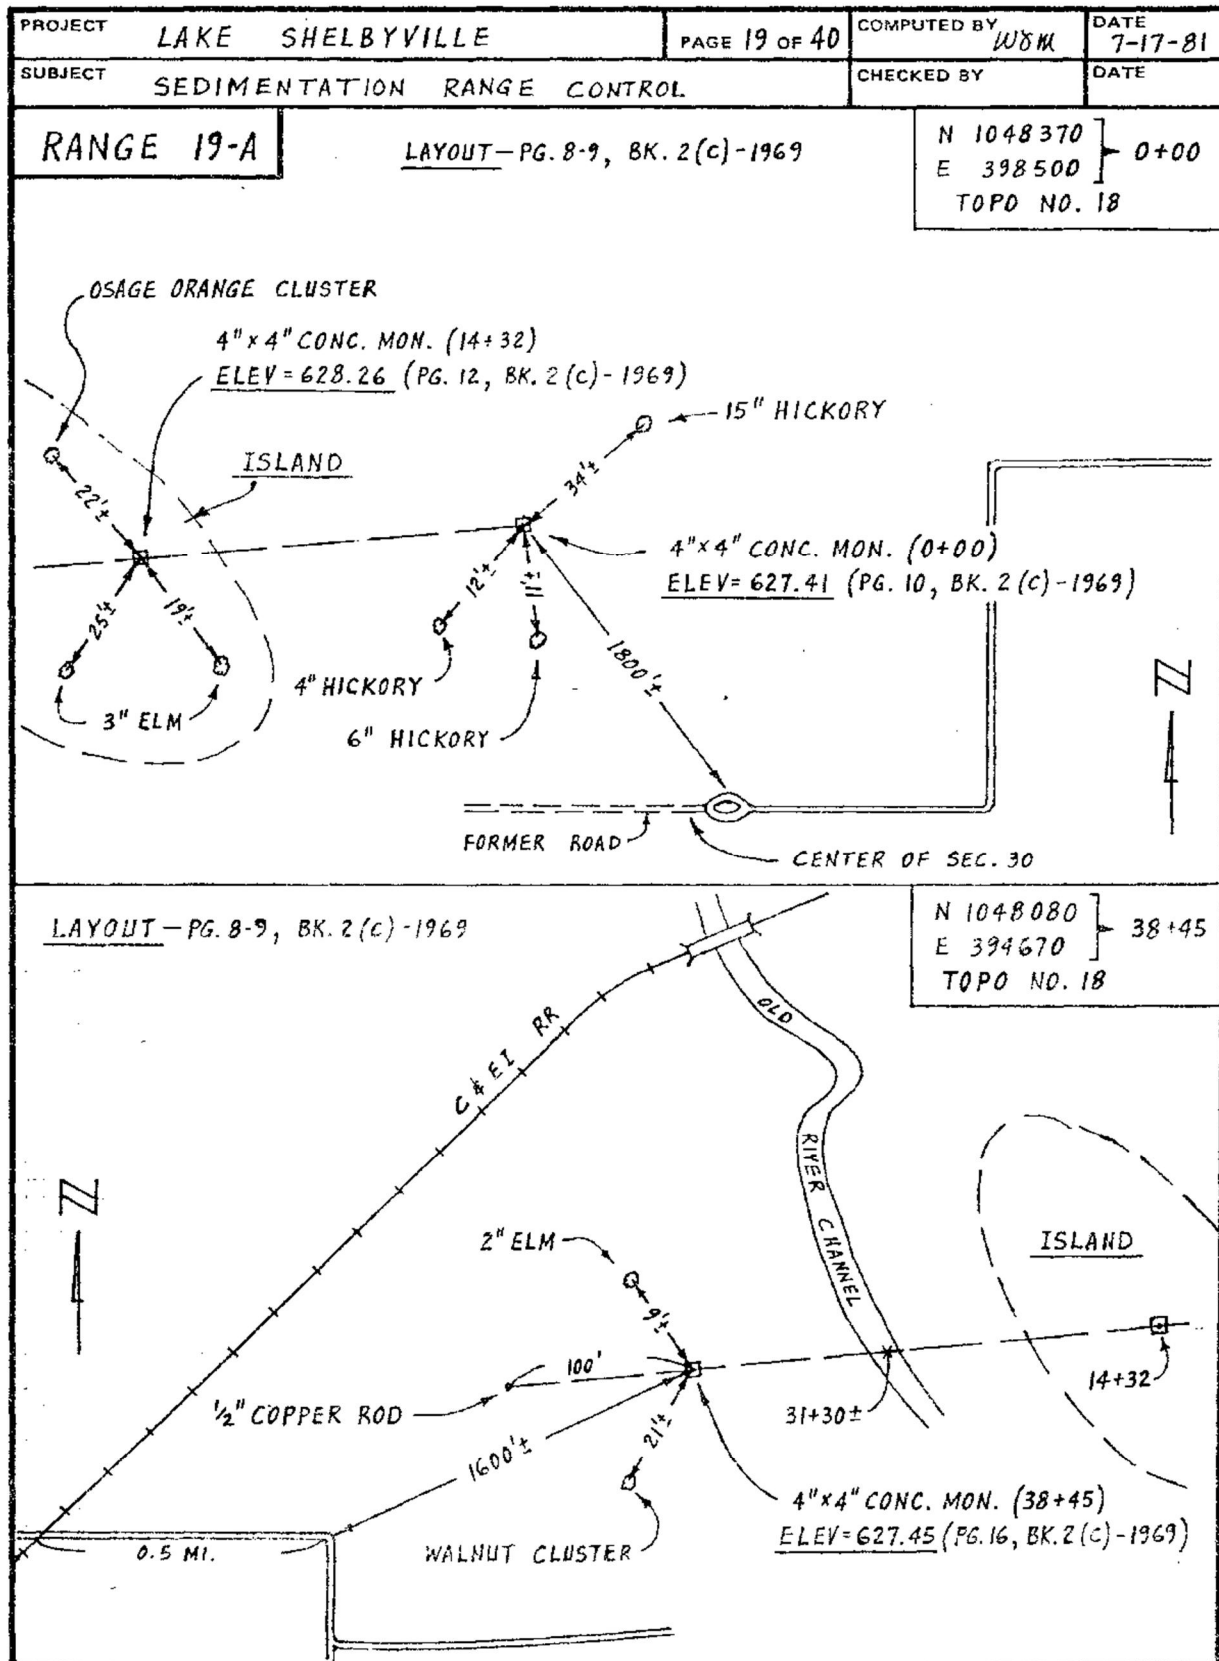 PROJECT LAKE SHELBYVILLE
PAGE 19 OF 40
COMPUTED BY WJM
DATE 7-17-81
SUBJECT SEDIMENTATION RANGE CONTROL
CHECKED BY
DATE
RANGE 19-A
LAYOUT—PG. 8-9, BK. 2(C)-1969
N 1048370
E 398500
0+00
TOPO NO. 18
OSAGE ORANGE CLUSTER
4"x4" CONC. MON. (14+32)
ELEV=628.26 (PG. 12, BK. 2(C)-1969)
15" HICKORY
ISLAND
22'±
34'±
4"x4" CONC. MON. (0+00)
ELEV=627.41 (PG. 10, BK. 2(C)-1969)
25'±
19'±
12'±
11'±
1800'±
4" HICKORY
3" ELM
6" HICKORY
N
FORMER ROAD
CENTER OF SEC. 30
LAYOUT—PG. 8-9, BK. 2(C)-1969
N 1048080
E 394670
38+45
TOPO NO. 18
C & EI RR
OLD
RIVER CHANNEL
N
2" ELM
ISLAND
9'±
100'
14+32
1/2" COPPER ROD
31+30±
21'±
1600'±
4"x4" CONC. MON. (38+45)
ELEV=627.45 (PG. 16, BK. 2(C)-1969)
0.5 MI.
WALNUT CLUSTER